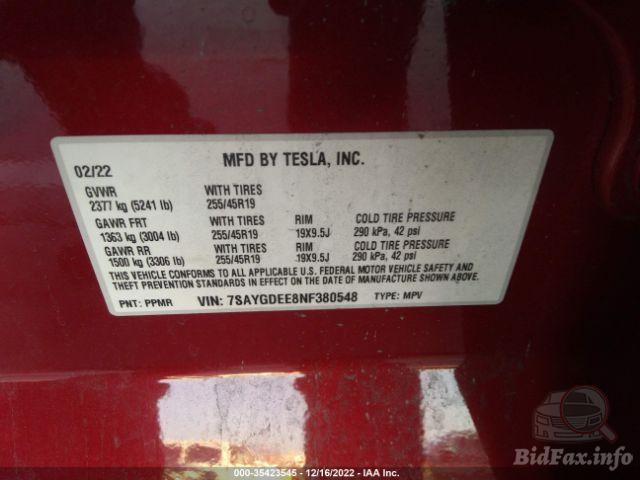 MFD BY TESLA, INC.
02/22
GVWR WITH TIRES
2377 kg (5241 lb) 255/45R19
GAWR FRT WITH TIRES RIM COLD TIRE PRESSURE
1363 kg (3004 lb) 255/45R19 19X9.5J 290 kPa, 42 psi
GAWR RR WITH TIRES RIM COLD TIRE PRESSURE
1500 kg (3306 lb) 255/45R19 19X9.5J 290 kPa, 42 psi
THIS VEHICLE CONFORMS TO ALL APPLICABLE U.S. FEDERAL MOTOR VEHICLE SAFETY AND
THEFT PREVENTION STANDARDS IN EFFECT ON THE DATE OF MANUFACTURE SHOWN ABOVE.
PNT: PPMR VIN: 7SAYGDEE8NF380548 TYPE: MPV
BidFax.info
000-35423545 - 12/16/2022 - IAA Inc.